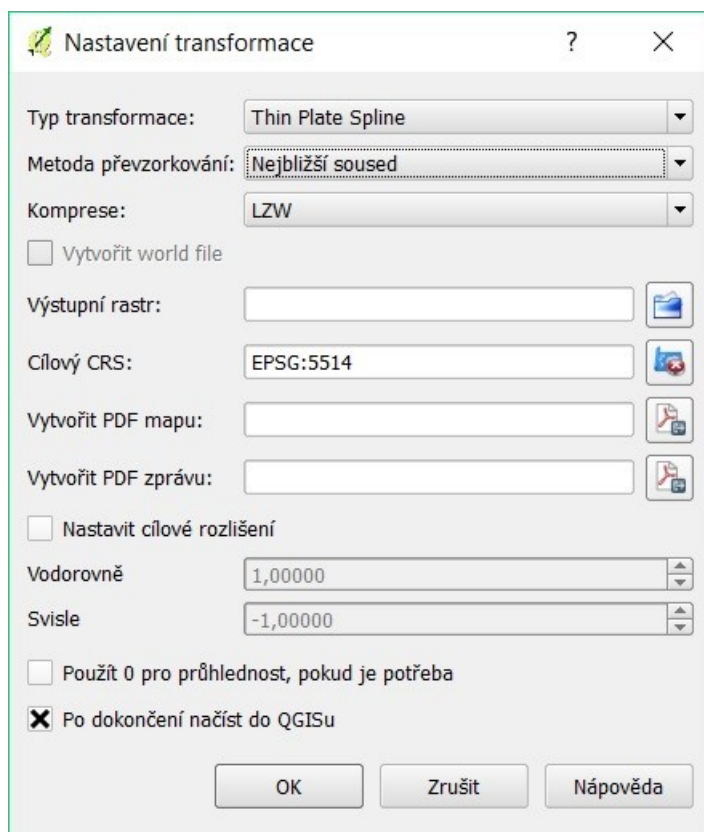 Nastavení transformace ?
Typ transformace: Thin Plate Spline
Metoda převzorkování: Nejbližší soused
Komprese: LZW
Vytvořit world file
Výstupní rastr:
Cílový CRS: EPSG:5514
Vytvořit PDF mapu:
Vytvořit PDF zprávu:
Nastavit cílové rozlišení
Vodorovně 1,00000
Svisle -1,00000
Použít 0 pro průhlednost, pokud je potřeba
Po dokončení načíst do QGISu
OK Zrušit Nápověda